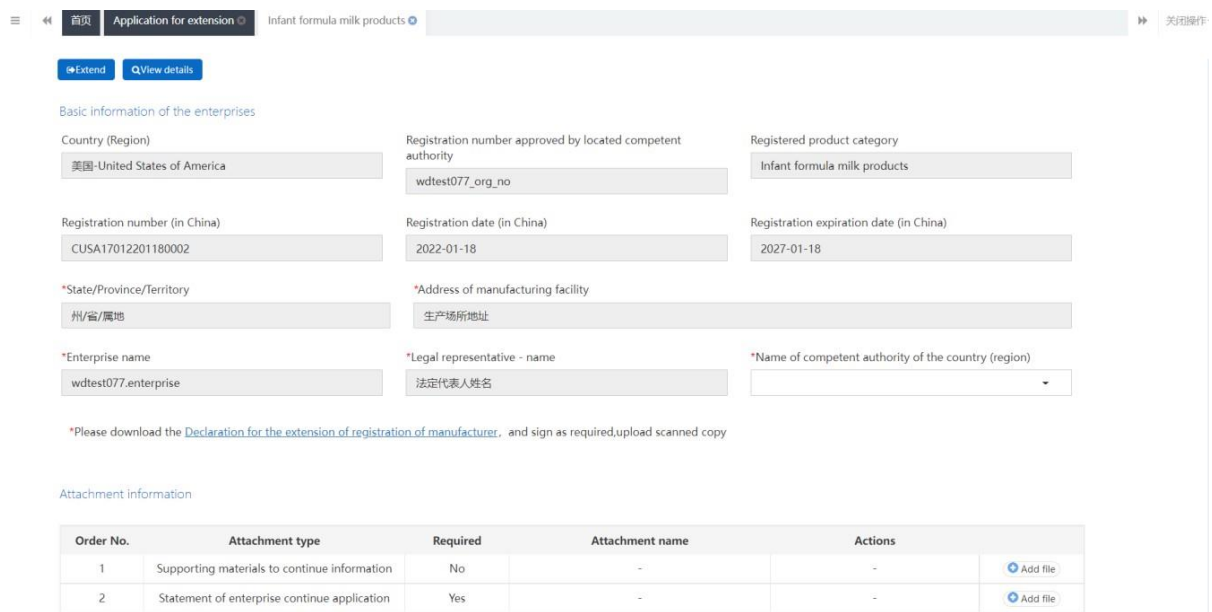 首页 Application for extension Infant formula milk products 关闭操作
Extend View details
Basic information of the enterprises
Country (Region) Registration number approved by located competent authority Registered product category
美国-United States of America wdtest077_org_no Infant formula milk products
Registration number (in China) Registration date (in China) Registration expiration date (in China)
CUSA17012201180002 2022-01-18 2027-01-18
*State/Province/Territory *Address of manufacturing facility
州/省/属地 生产场所地址
*Enterprise name *Legal representative - name *Name of competent authority of the country (region)
wdtest077.enterprise 法定代表人姓名
*Please download the Declaration for the extension of registration of manufacturer, and sign as required,upload scanned copy
Attachment information
Order No. Attachment type Required Attachment name Actions
1 Supporting materials to continue information No - - Add file
2 Statement of enterprise continue application Yes - - Add file